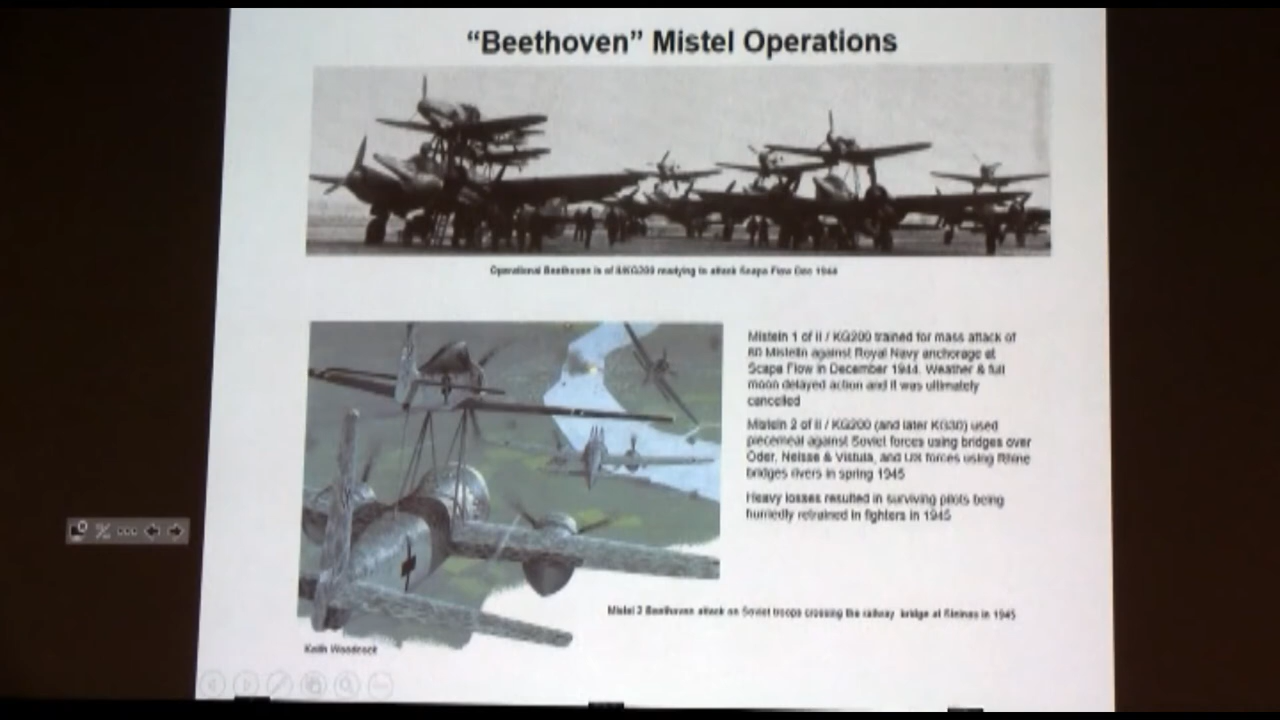 “Beethoven” Mistel Operations
Operational Beethoven is of II/KG200 readying to attack Scapa Flow Dec 1944
Misteln 1 of II / KG200 trained for mass attack of
60 Misteln against Royal Navy anchorage at
Scapa Flow in December 1944. Weather & full
moon delayed action and it was ultimately
cancelled
Misteln 2 of II / KG200 (and later KG30) used
piecemeal against Soviet forces using bridges over
Oder, Neisse & Vistula, and US forces using Rhine
bridges rivers in spring 1945
Heavy losses resulted in surviving pilots being
hurriedly retrained in fighters in 1945
Mistel 2 Beethoven attack on Soviet troops crossing the railway bridge at in 1945
Keith Woodcock